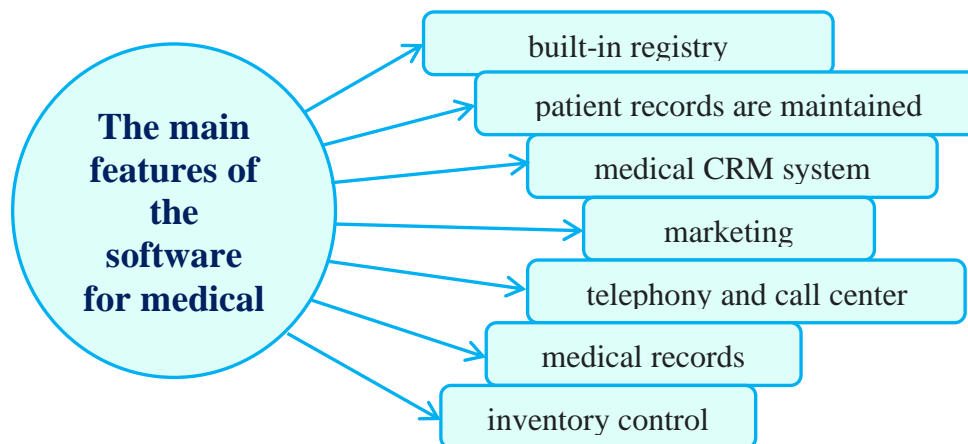 The main
features of
the
software
for medical
built-in registry
patient records are maintained
medical CRM system
marketing
telephony and call center
medical records
inventory control